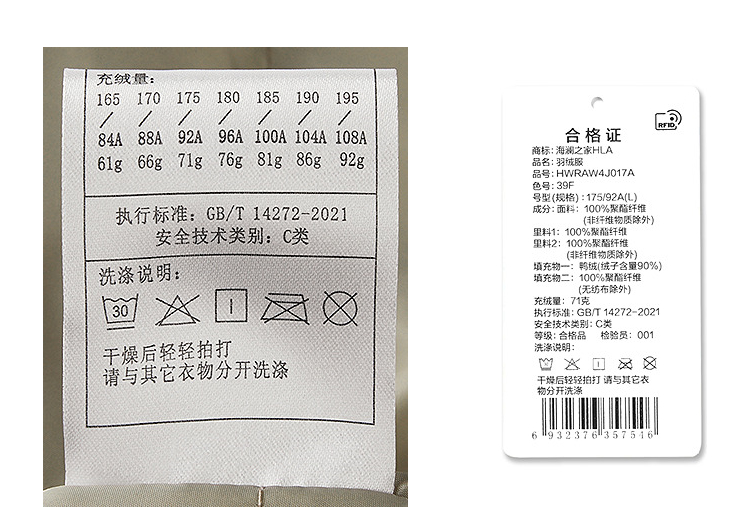 充绒量:
165 170 175 180 185 190 195
/ / / / / / /
84A 88A 92A 96A 100A 104A 108A
61g 66g 71g 76g 81g 86g 92g
执行标准: GB/T 14272-2021
安全技术类别: C类
洗涤说明:
30
干燥后轻轻拍打
请与其它衣物分开洗涤
RFID
合格证
商标: 海澜之家HLA
品名: 羽绒服
品号: HWRAW4J017A
色号: 39F
号型(规格): 175/92A(L)
成分: 面料: 100%聚酯纤维
(非纤维物质除外)
里料1: 100%聚酯纤维
里料2: 100%聚酯纤维
(非纤维物质除外)
填充物一: 鸭绒(绒子含量90%)
填充物二: 100%聚酯纤维
(无纺布除外)
充绒量: 71克
执行标准: GB/T 14272-2021
安全技术类别: C类
等级: 合格品 检验员: 001
洗涤说明:
干燥后轻轻拍打 请与其它衣
物分开洗涤
6 932376 357546